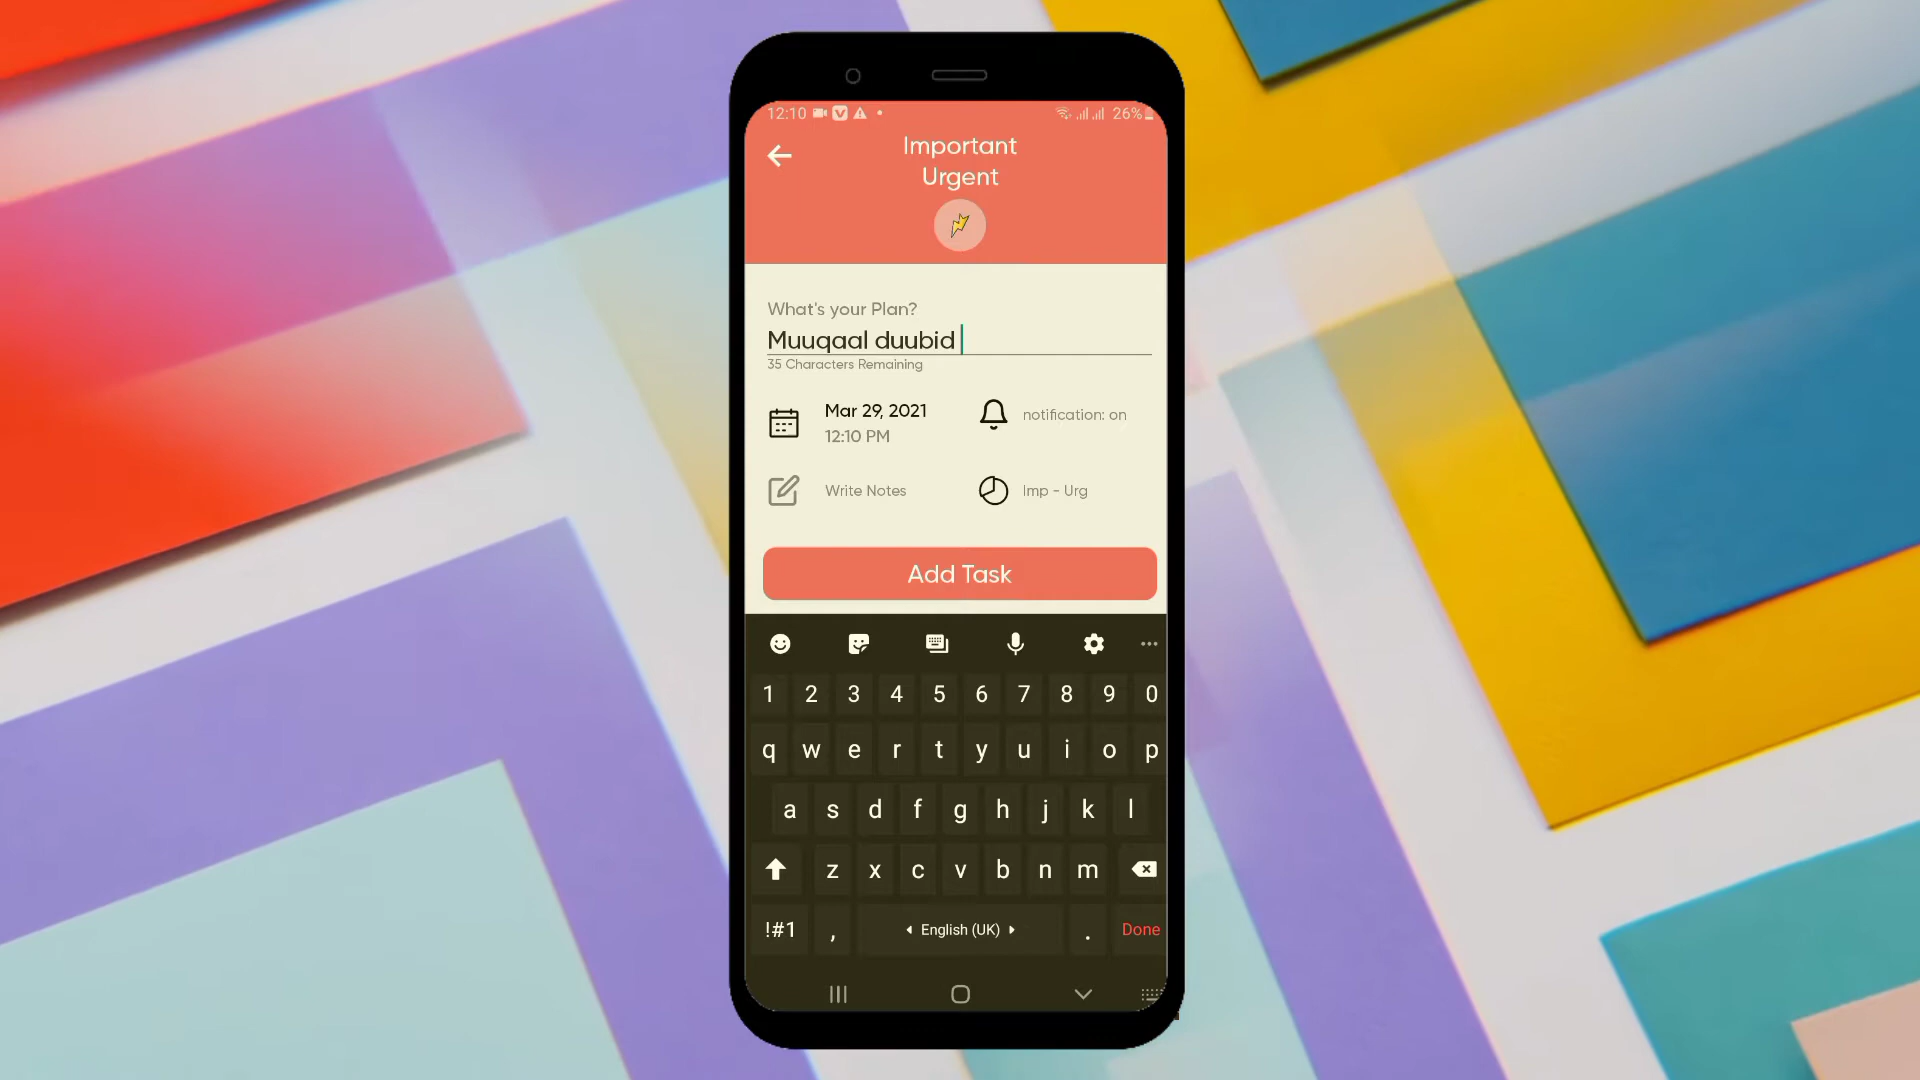 12:10 26%
Important
Urgent
What's your Plan?
Muuqaal duubid
35 Characters Remaining
Mar 29, 2021
notification: on
12:10 PM
Write Notes
Imp - Urg
Add Task
1 2 3 4 5 6 7 8 9 0
q w e r t y u i o p
a s d f g h j k l
z x c v b n m
!#1 , English (UK) . Done